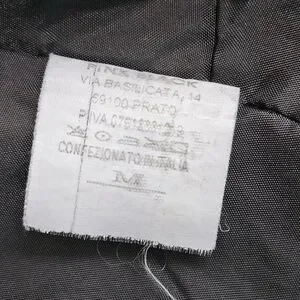 PINK BLACK
VIA BASILICATA, 14
59100 PRATO
P.IVA
CONFEZIONATO IN ITALIA
M